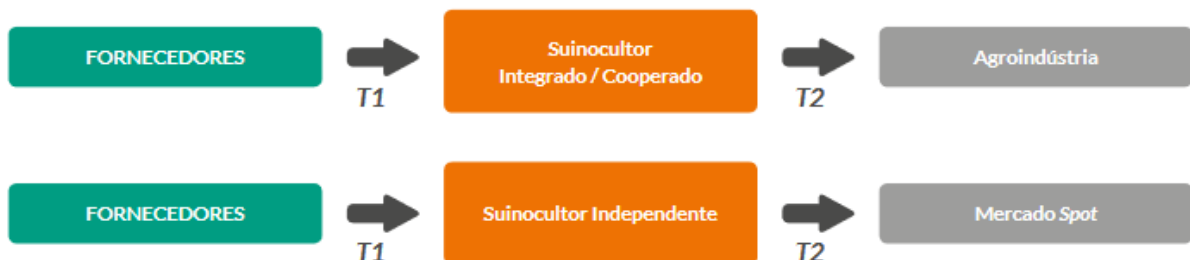 FORNECEDORES
T1
Suinocultor
Integrado / Cooperado
T2
Agroindústria
FORNECEDORES
T1
Suinocultor Independente
T2
Mercado Spot